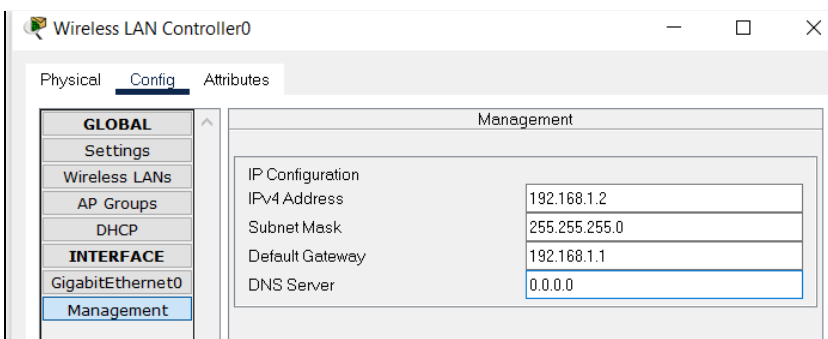 Wireless LAN Controller0
Physical Config Attributes
GLOBAL
Settings
Wireless LANs
AP Groups
DHCP
INTERFACE
GigabitEthernet0
Management
Management
IP Configuration
IPv4 Address 192.168.1.2
Subnet Mask 255.255.255.0
Default Gateway 192.168.1.1
DNS Server 0.0.0.0